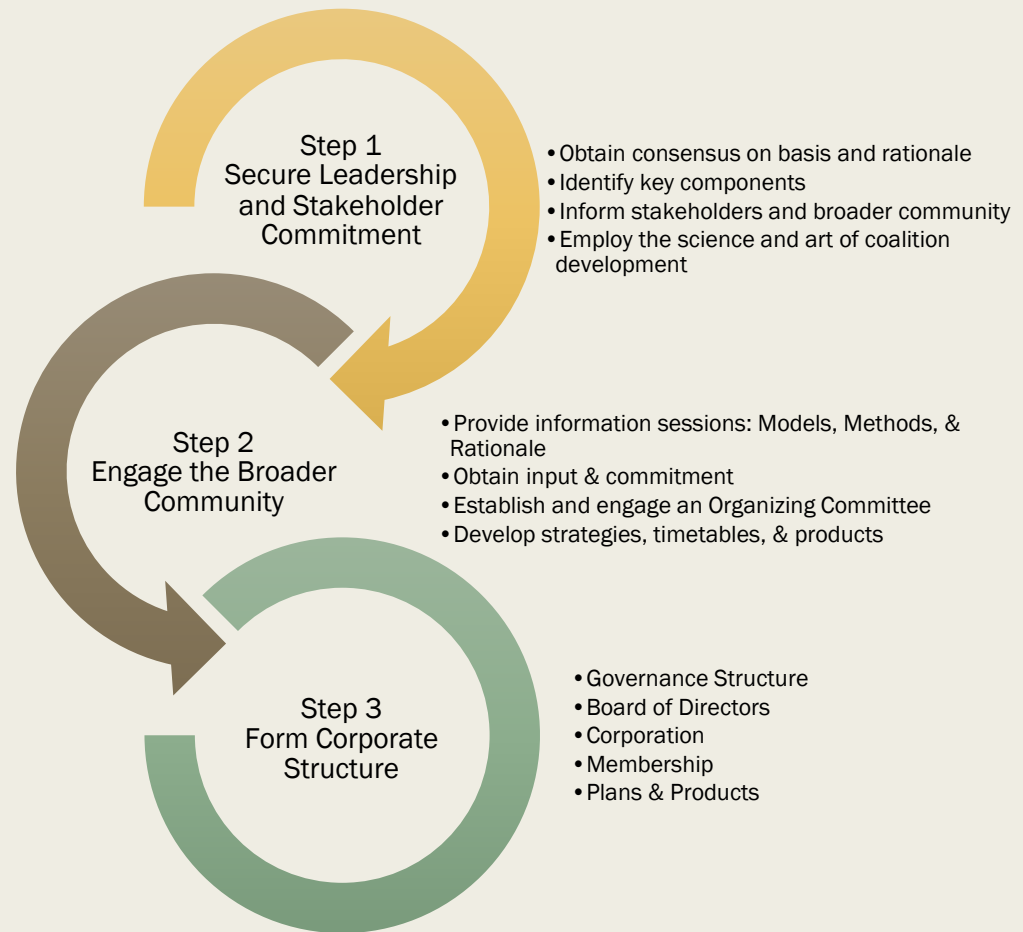 Step 1
Secure Leadership
and Stakeholder
Commitment
•Obtain consensus on basis and rationale
•Identify key components
•Inform stakeholders and broader community
•Employ the science and art of coalition
development
Step 2
Engage the Broader
Community
•Provide information sessions: Models, Methods, &
Rationale
•Obtain input & commitment
•Establish and engage an Organizing Committee
•Develop strategies, timetables, & products
Step 3
Form Corporate
Structure
•Governance Structure
•Board of Directors
•Corporation
•Membership
•Plans & Products